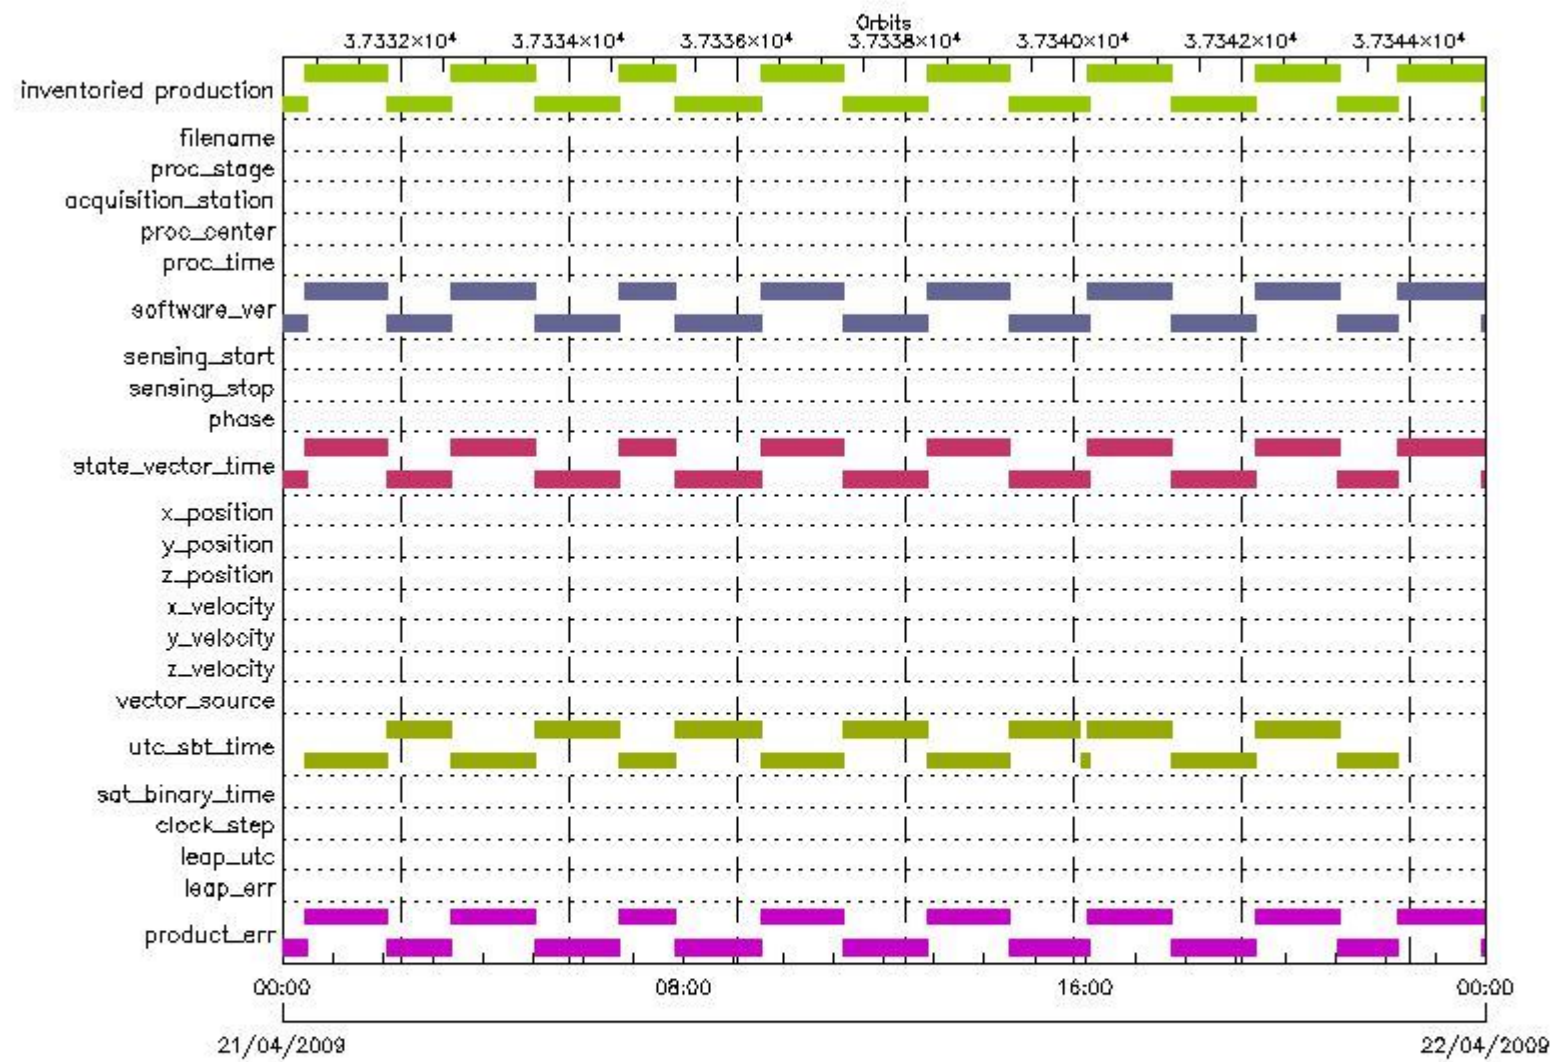 Orbits
3.7332×10⁴ 3.7334×10⁴ 3.7336×10⁴ 3.7338×10⁴ 3.7340×10⁴ 3.7342×10⁴ 3.7344×10⁴
inventoried production
filename
proc_stage
acquisition_station
proc_center
proc_time
software_ver
sensing_start
sensing_stop
phase
state_vector_time
x_position
y_position
z_position
x_velocity
y_velocity
z_velocity
vector_source
utc_sbt_time
sat_binary_time
clock_step
leap_utc
leap_err
product_err
00:00 08:00 16:00 00:00
21/04/2009 22/04/2009